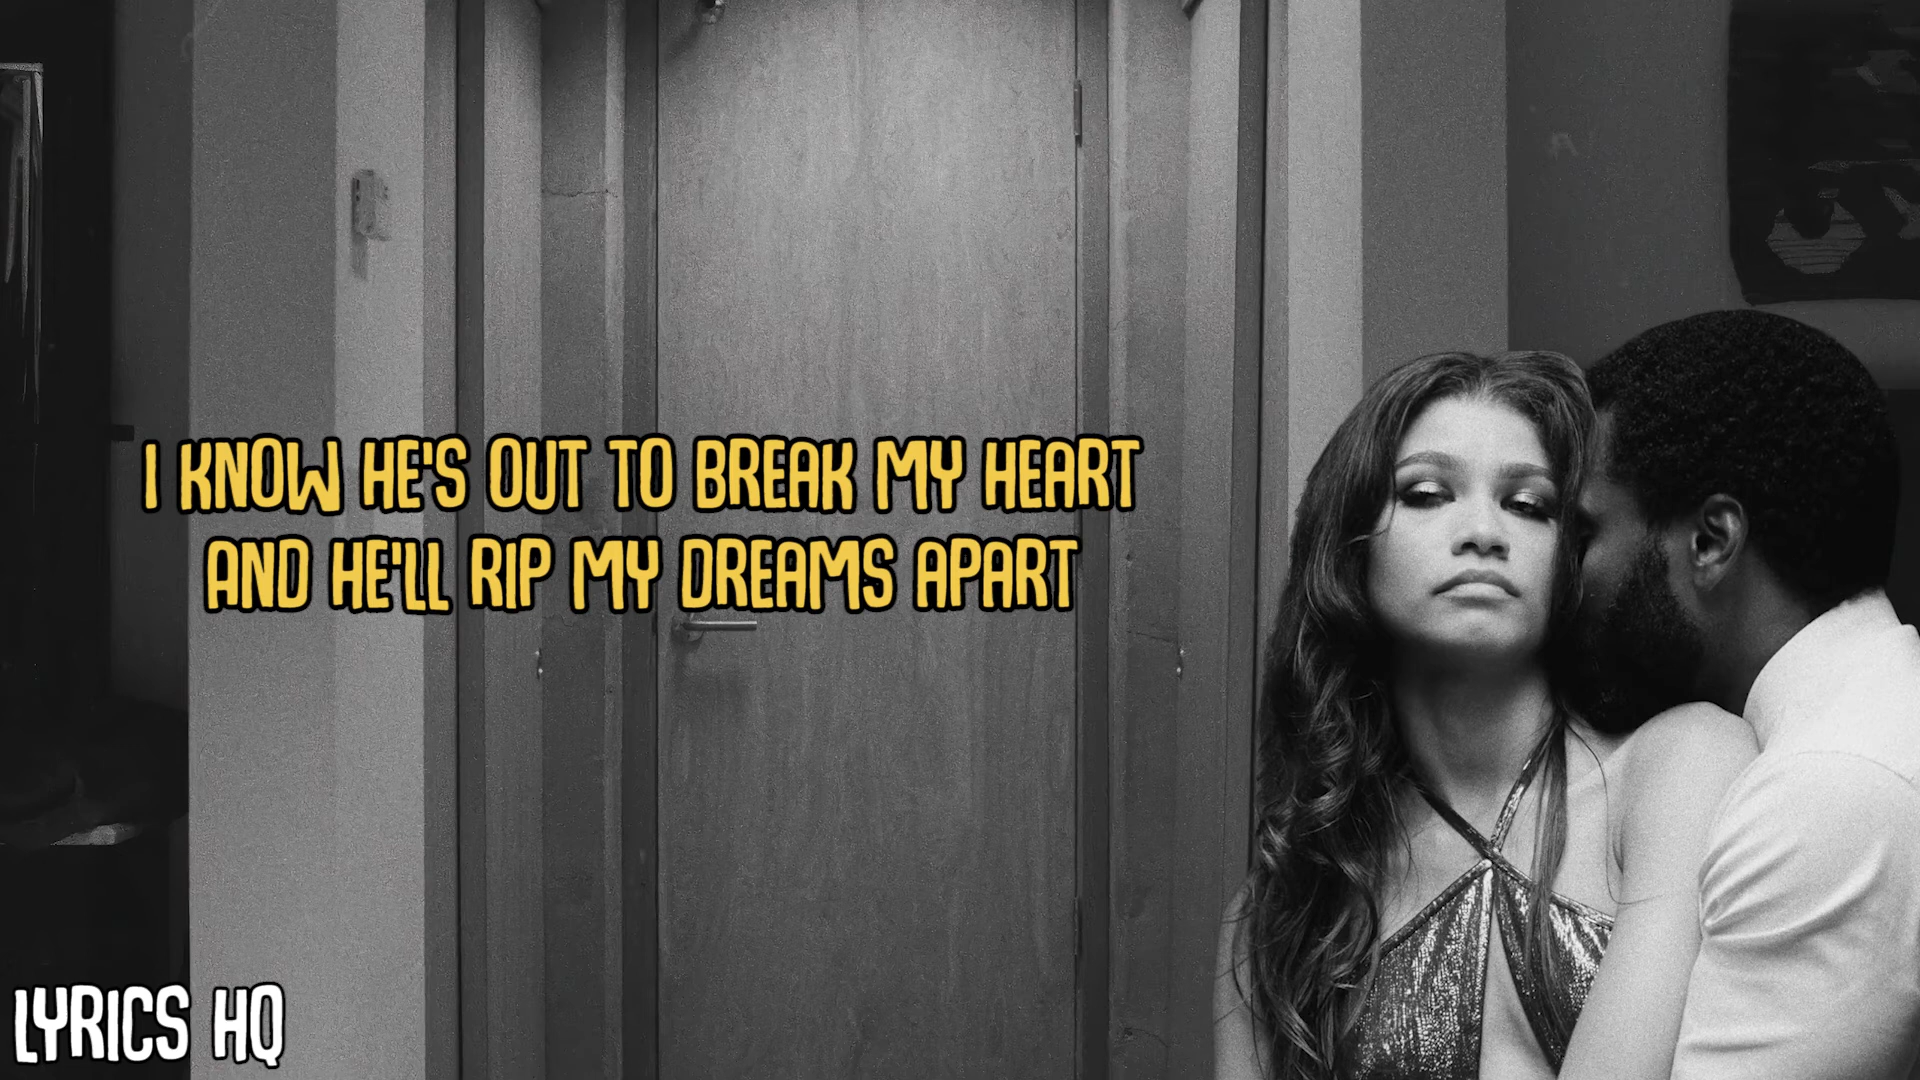 I KNOW HE'S OUT TO BREAK MY HEART
AND HE'LL RIP MY DREAMS APART
LYRICS HQ